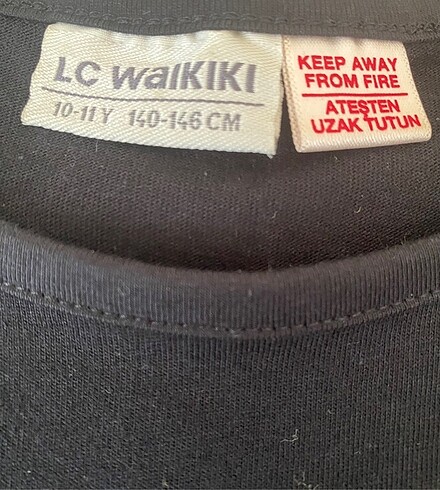 LC waiKIKI
10-11 Y 140-146 CM
KEEP AWAY
FROM FIRE
ATEŞTEN
UZAK TUTUN